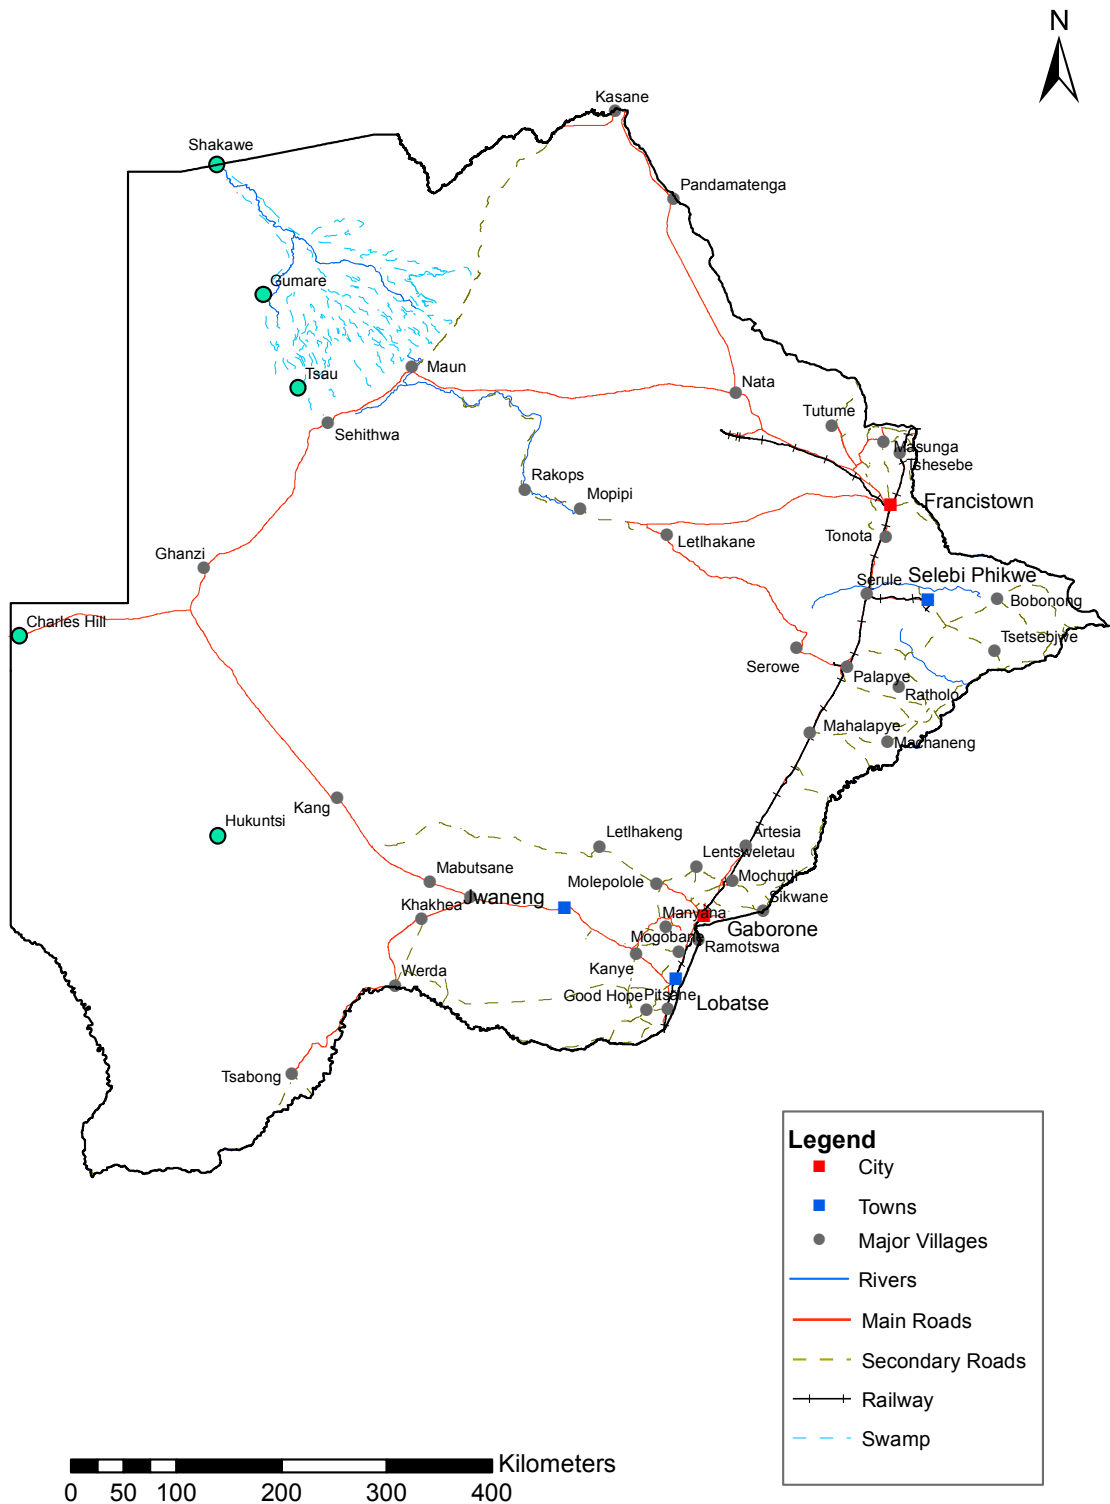 N
Kasane
Shakawe
Pandamatenga
Gumare
Tsau
Maun
Nata
Tutume
Sehithwa
Masunga
Tshesebe
Rakops
Mopipi
Francistown
Letlhakane
Tonota
Ghanzi
Serule
Selebi Phikwe
Bobonong
Charles Hill
Tsetsebjwe
Serowe
Palapye
Ratholo
Mahalapye
Machaneng
Kang
Hukuntsi
Letlhakeng
Artesia
Lentsweletau
Mabutsane
Molepolole
Mochudi
Jwaneng
Sikwane
Khakhea
Manyana
Gaborone
Mogobane
Ramotswa
Kanye
Werda
Good Hope
Pitsane
Lobatse
Tsabong
Legend
City
Towns
Major Villages
Rivers
Main Roads
Secondary Roads
Railway
Swamp
Kilometers
0 50 100 200 300 400